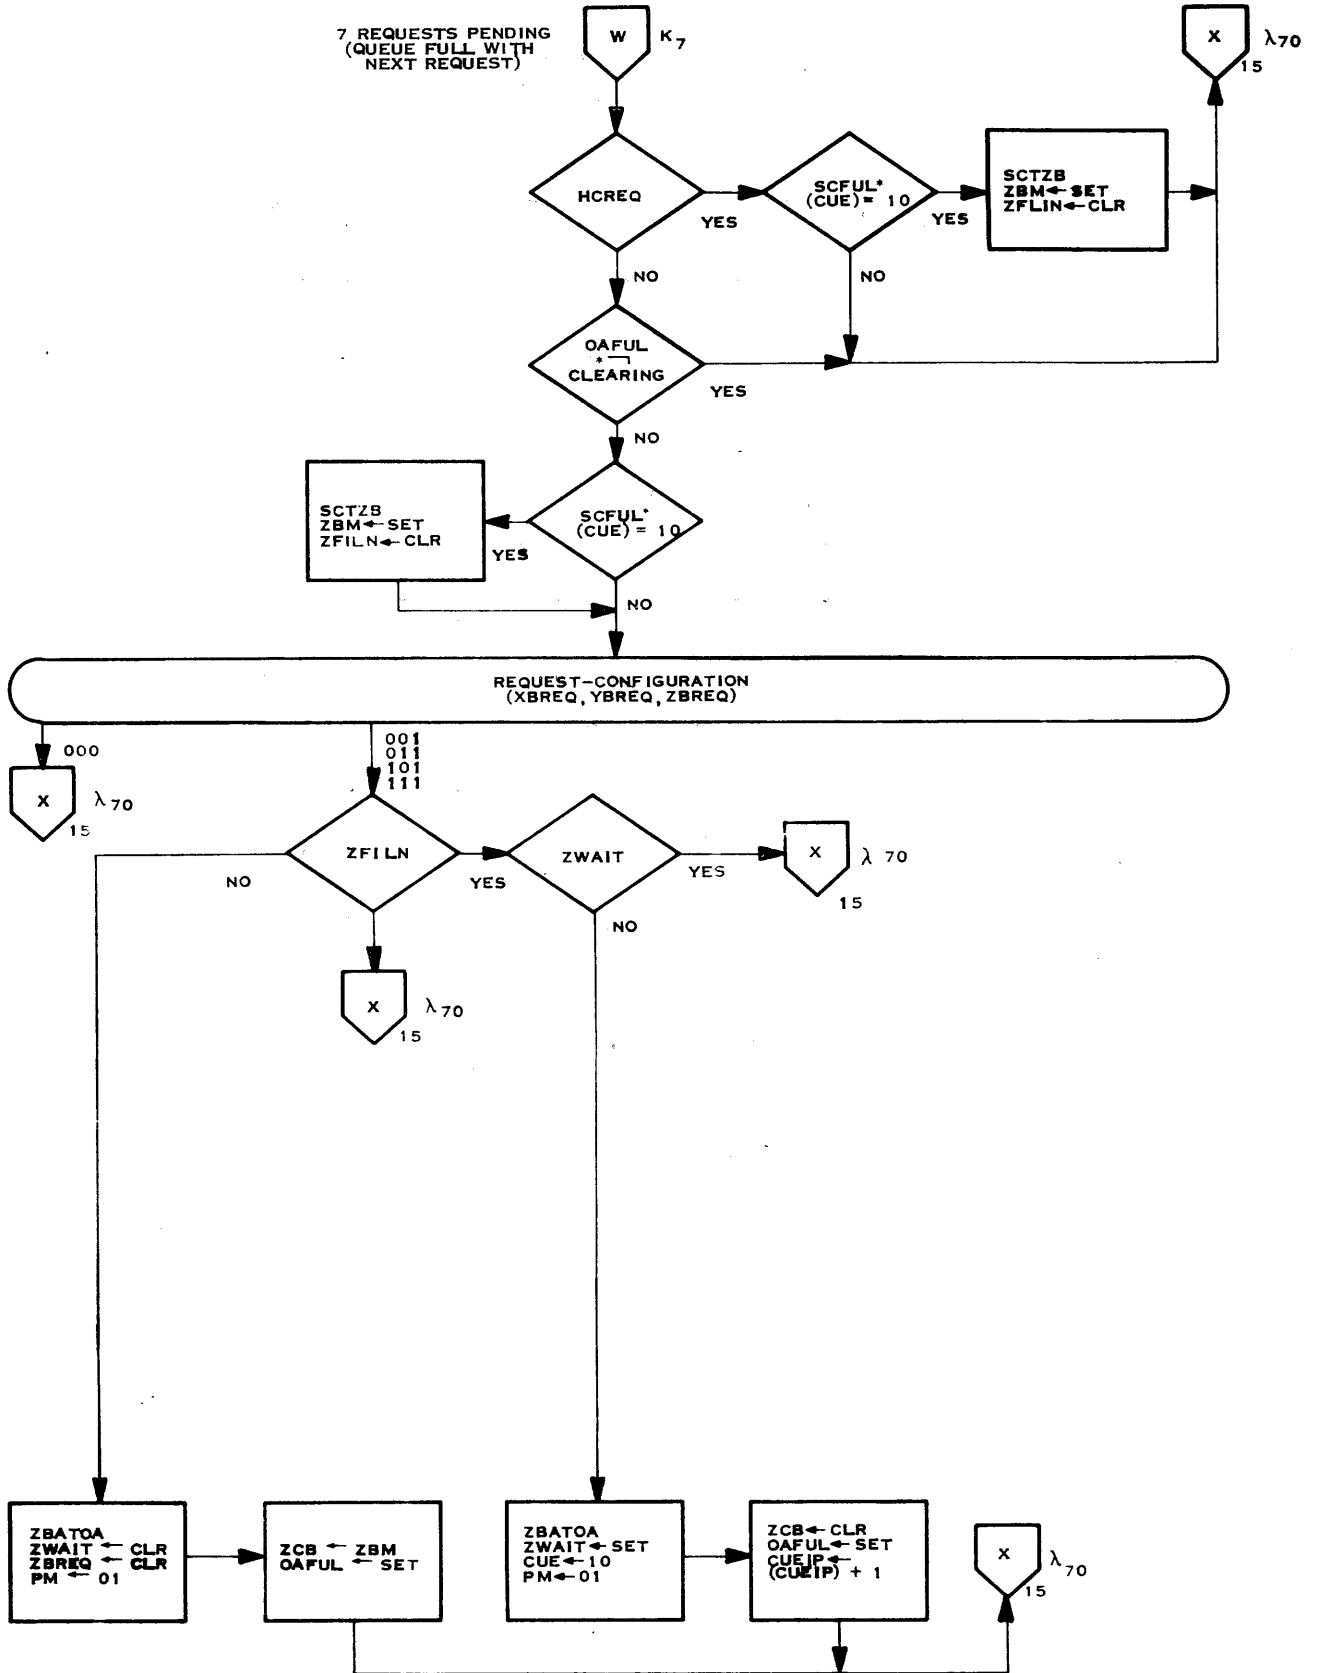 7 REQUESTS PENDING
(QUEUE FULL WITH
NEXT REQUEST)
W K7
X λ70
15
HCREQ
YES
NO
SCFUL*
(CUE) = 10
YES
NO
SCTZB
ZBM←SET
ZFLIN←CLR
OAFUL
*¬
CLEARING
YES
NO
SCFUL*
(CUE) = 10
YES
NO
SCTZB
ZBM←SET
ZFILN←CLR
REQUEST-CONFIGURATION
(XBREQ, YBREQ, ZBREQ)
000
X λ70
15
001
011
101
111
ZFILN
NO
YES
ZWAIT
YES
NO
X λ 70
15
X λ70
15
ZBATOA
ZWAIT ← CLR
ZBREQ ← CLR
PM ← 01
ZCB ← ZBM
OAFUL ← SET
ZBATOA
ZWAIT←SET
CUE←10
PM←01
ZCB←CLR
OAFUL←SET
CUEIP←
(CUEIP) + 1
X λ70
15